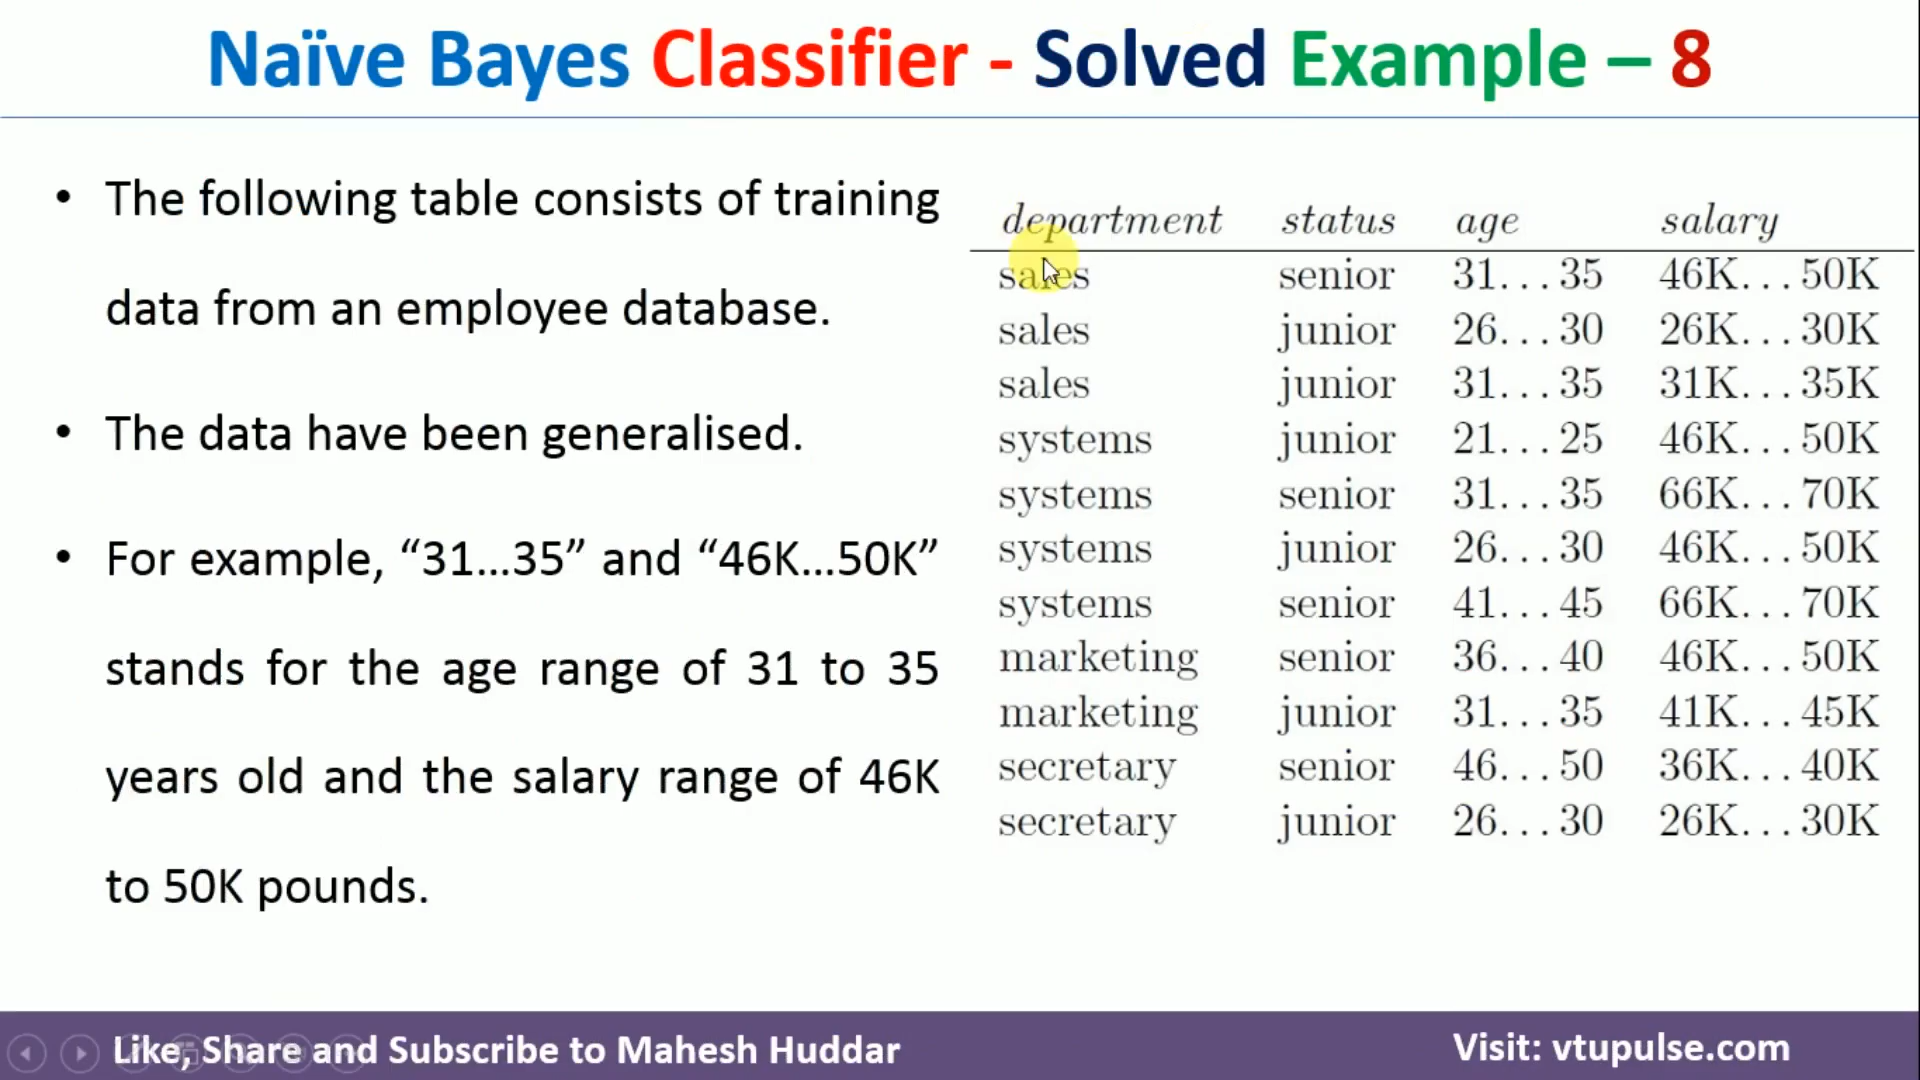 Naïve Bayes Classifier - Solved Example – 8
• The following table consists of training
data from an employee database.
• The data have been generalised.
• For example, “31…35” and “46K…50K”
stands for the age range of 31 to 35
years old and the salary range of 46K
to 50K pounds.
department status age salary
sales senior 31...35 46K...50K
sales junior 26...30 26K...30K
sales junior 31...35 31K...35K
systems junior 21...25 46K...50K
systems senior 31...35 66K...70K
systems junior 26...30 46K...50K
systems senior 41...45 66K...70K
marketing senior 36...40 46K...50K
marketing junior 31...35 41K...45K
secretary senior 46...50 36K...40K
secretary junior 26...30 26K...30K
Like, Share and Subscribe to Mahesh Huddar
Visit: vtupulse.com